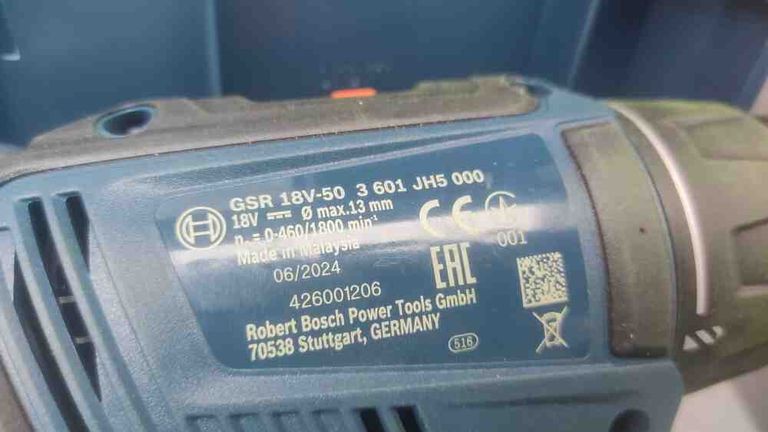 GSR 18V-50 3 601 JH5 000
18V ⎓ Ø max.13 mm
n₀ = 0-460/1800 min⁻¹
Made in Malaysia
06/2024
426001206
Robert Bosch Power Tools GmbH
70538 Stuttgart, GERMANY
CE
001
EAC
516